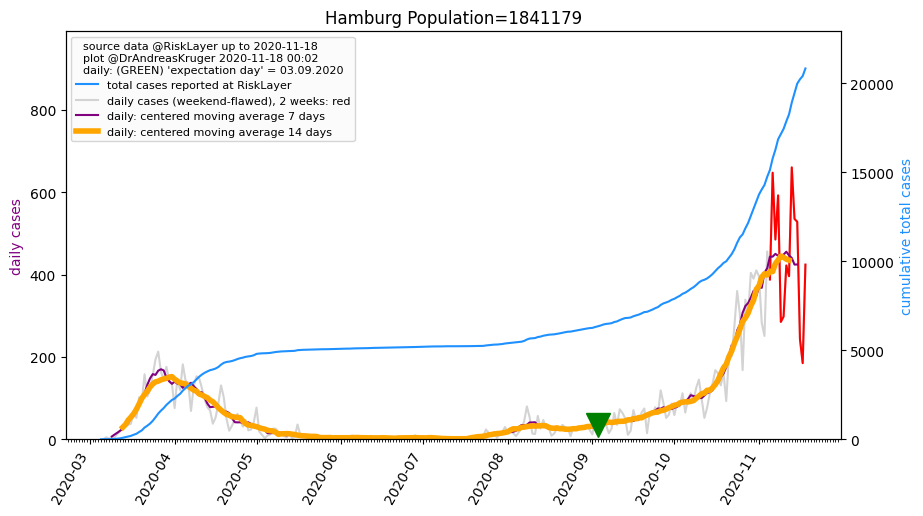 Hamburg Population=1841179
source data @RiskLayer up to 2020-11-18
plot @DrAndreasKruger 2020-11-18 00:02
daily: (GREEN) 'expectation day' = 03.09.2020
total cases reported at RiskLayer
daily cases (weekend-flawed), 2 weeks: red
daily: centered moving average 7 days
daily: centered moving average 14 days
daily cases
800
600
400
200
0
cumulative total cases
20000
15000
10000
5000
0
2020-03
2020-04
2020-05
2020-06
2020-07
2020-08
2020-09
2020-10
2020-11